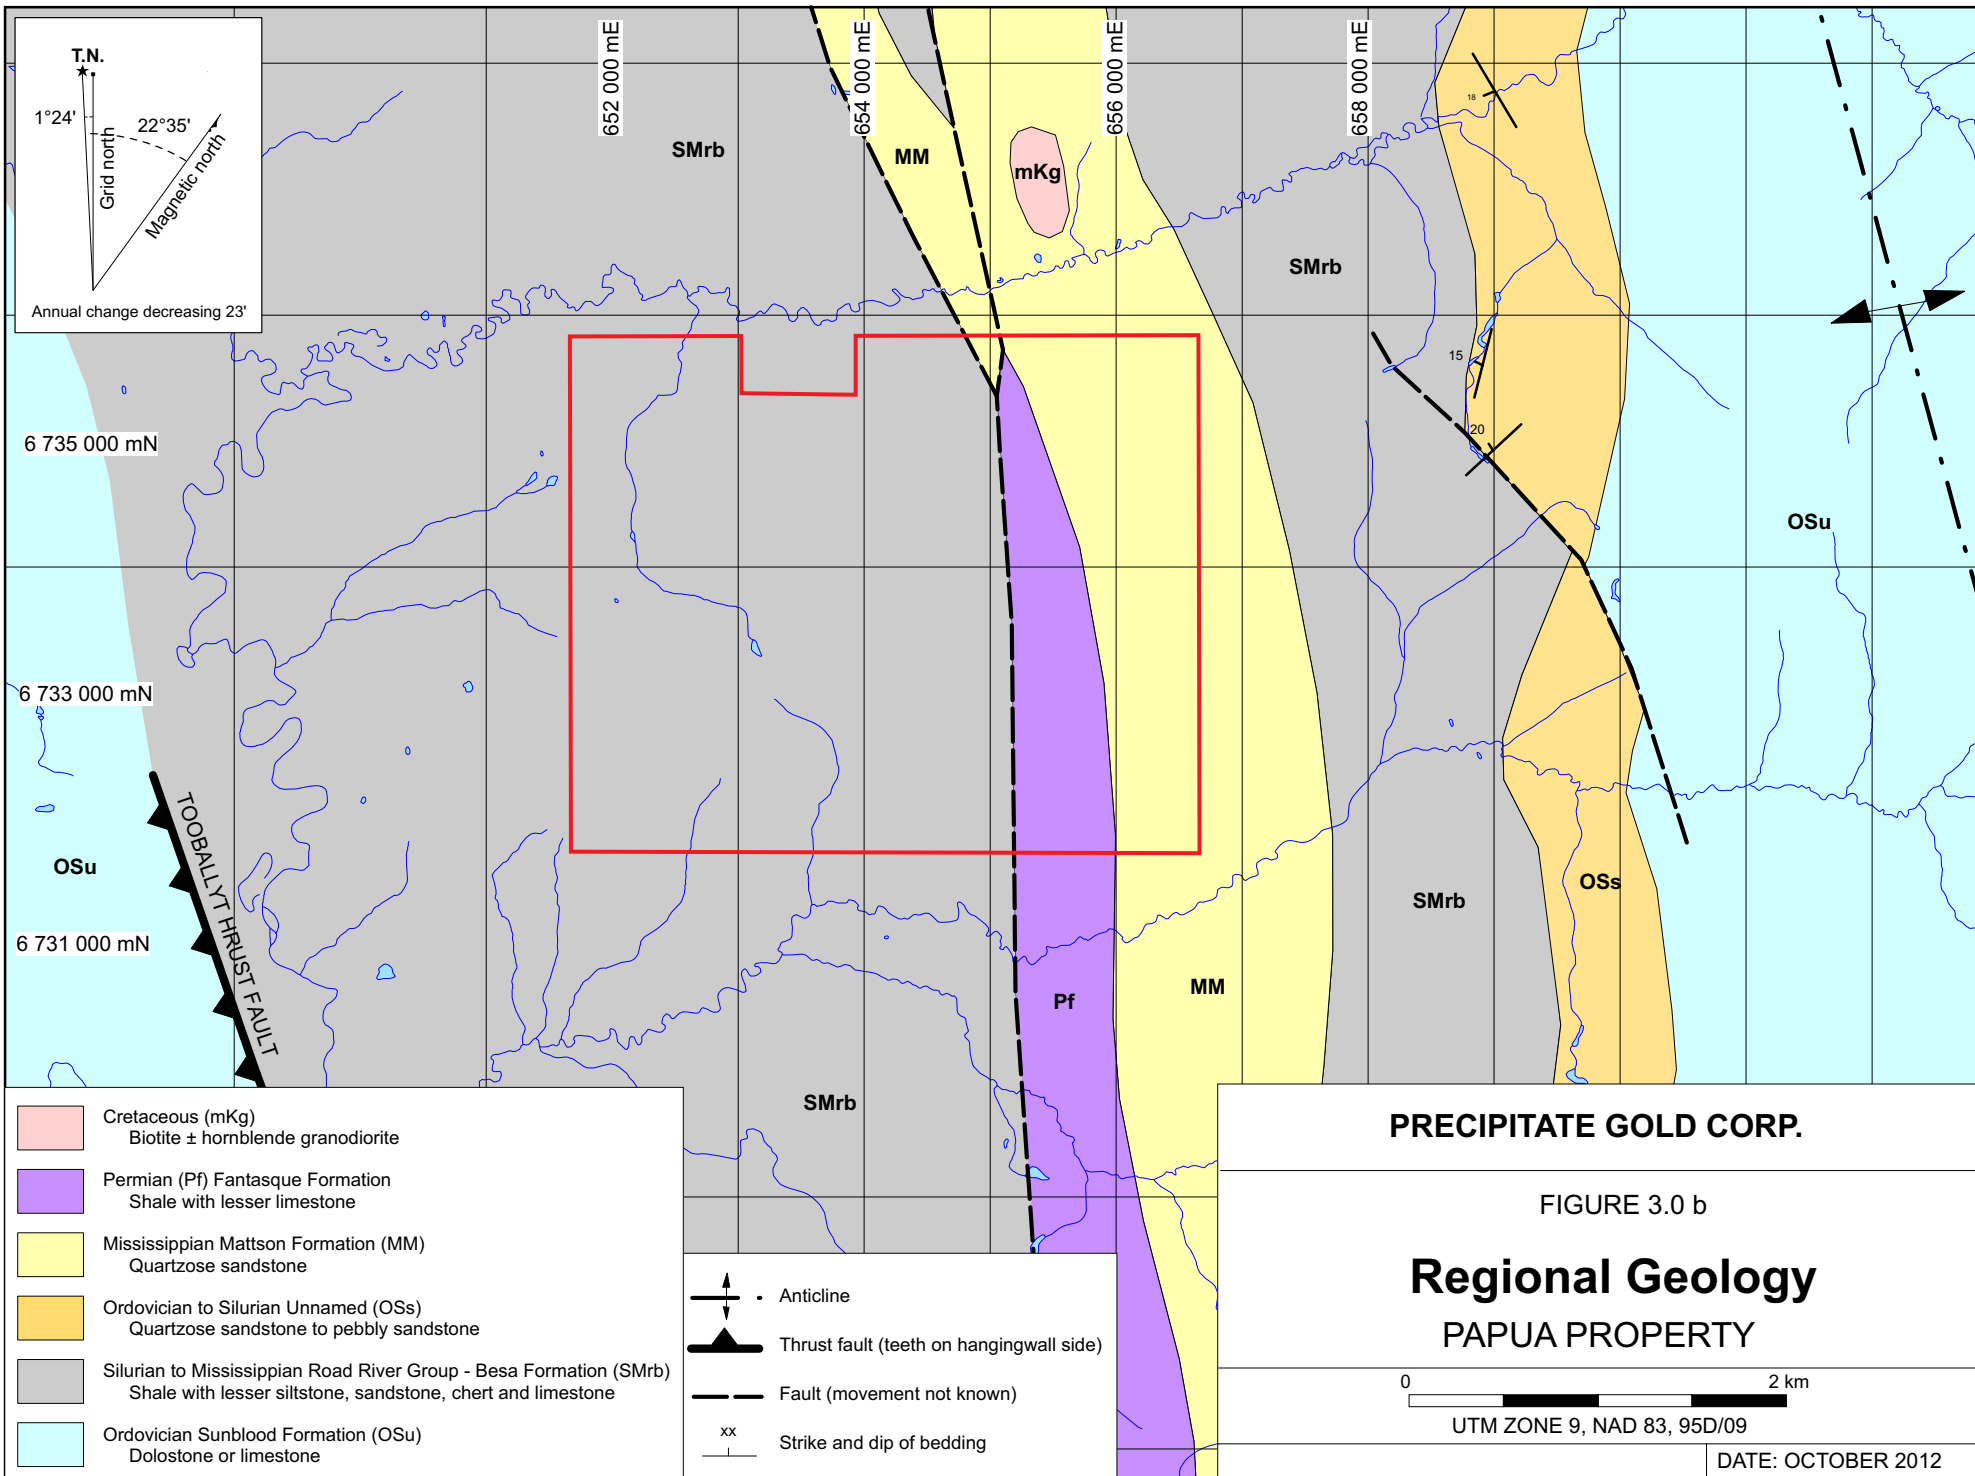 T.N.
1°24'
22°35'
Grid north
Magnetic north
Annual change decreasing 23'
652 000 mE
654 000 mE
656 000 mE
658 000 mE
SMrb
MM
mKg
SMrb
18
15
20
6 735 000 mN
OSu
6 733 000 mN
TOOBALLYT HRUST FAULT
OSu
OSs
SMrb
6 731 000 mN
MM
Pf
SMrb
Cretaceous (mKg)
Biotite ± hornblende granodiorite
Permian (Pf) Fantasque Formation
Shale with lesser limestone
Mississippian Mattson Formation (MM)
Quartzose sandstone
Ordovician to Silurian Unnamed (OSs)
Quartzose sandstone to pebbly sandstone
Silurian to Mississippian Road River Group - Besa Formation (SMrb)
Shale with lesser siltstone, sandstone, chert and limestone
Ordovician Sunblood Formation (OSu)
Dolostone or limestone
Anticline
Thrust fault (teeth on hangingwall side)
Fault (movement not known)
xx
Strike and dip of bedding
PRECIPITATE GOLD CORP.
FIGURE 3.0 b
Regional Geology
PAPUA PROPERTY
0 2 km
UTM ZONE 9, NAD 83, 95D/09
DATE: OCTOBER 2012